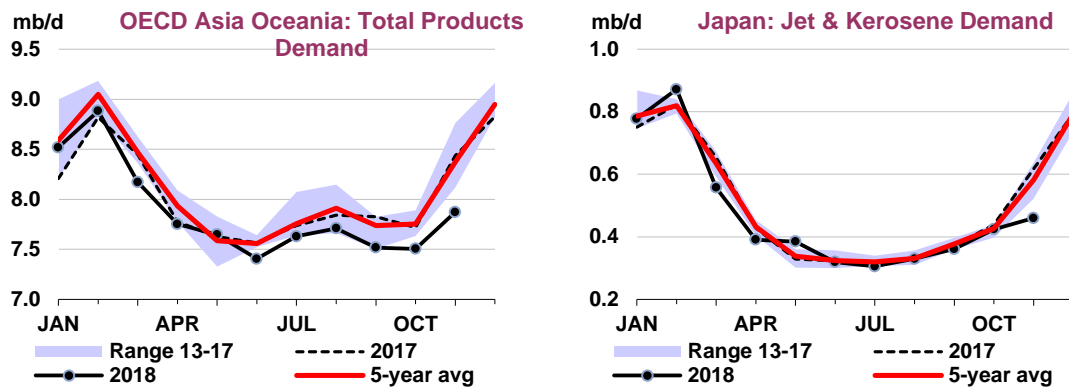 mb/d
OECD Asia Oceania: Total Products
Demand
9.5
9.0
8.5
8.0
7.5
7.0
JAN APR JUL OCT
Range 13-17 2017
2018 5-year avg
mb/d
Japan: Jet & Kerosene Demand
1.0
0.8
0.6
0.4
0.2
JAN APR JUL OCT
Range 13-17 2017
2018 5-year avg